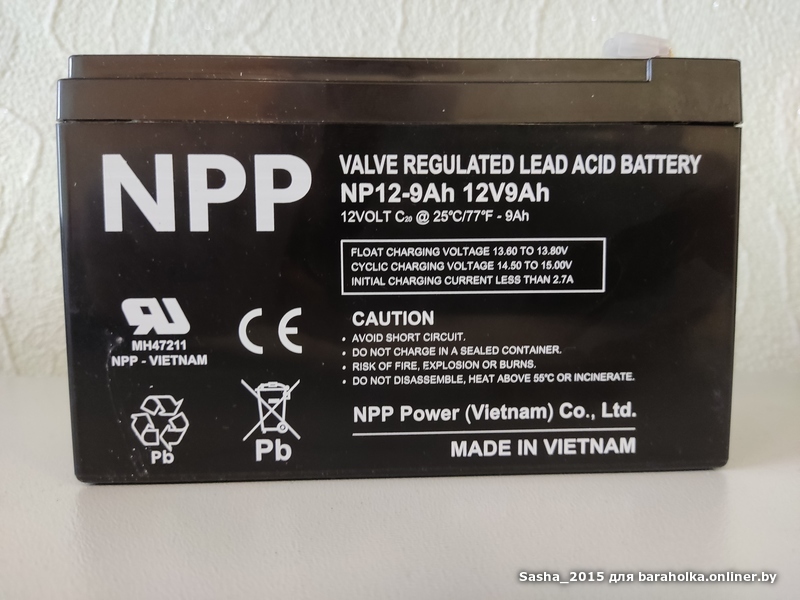 NPP
VALVE REGULATED LEAD ACID BATTERY
NP12-9Ah 12V9Ah
12VOLT C₂₀ @ 25℃/77℉ - 9Ah
FLOAT CHARGING VOLTAGE 13.60 TO 13.80V
CYCLIC CHARGING VOLTAGE 14.50 TO 15.00V
INITIAL CHARGING CURRENT LESS THAN 2.7A
MH47211
NPP - VIETNAM
CE
CAUTION
• AVOID SHORT CIRCUIT.
• DO NOT CHARGE IN A SEALED CONTAINER.
• RISK OF FIRE, EXPLOSION OR BURNS.
• DO NOT DISASSEMBLE, HEAT ABOVE 55℃ OR INCINERATE.
Pb
Pb
NPP Power (Vietnam) Co., Ltd.
MADE IN VIETNAM
Sasha_2015 для baraholka.onliner.by